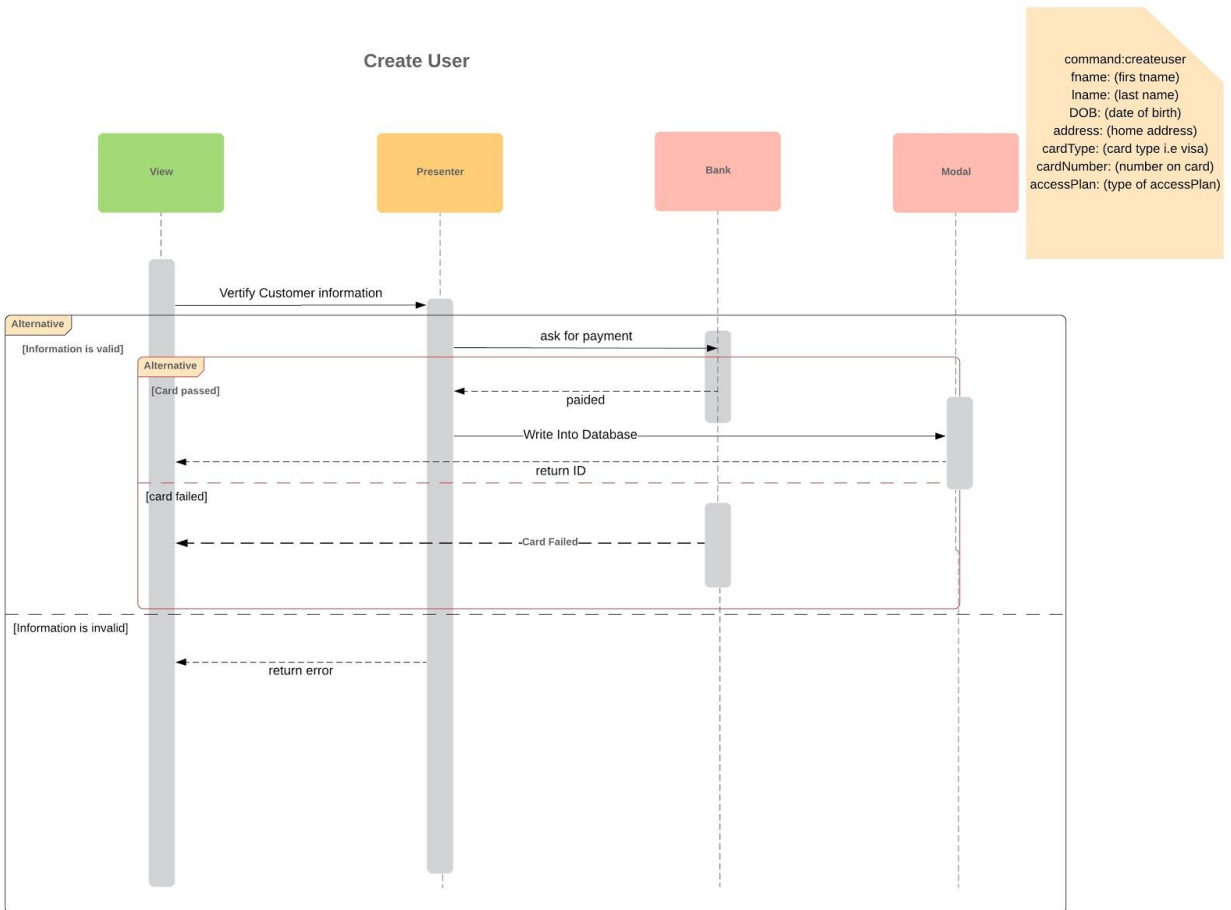 Create User
command:createuser
fname: (firs tname)
lname: (last name)
DOB: (date of birth)
address: (home address)
cardType: (card type i.e visa)
cardNumber: (number on card)
accessPlan: (type of accessPlan)
View
Presenter
Bank
Modal
Vertify Customer information
Alternative
[Information is valid]
ask for payment
Alternative
[Card passed]
paided
Write Into Database
return ID
[card failed]
Card Failed
[Information is invalid]
return error